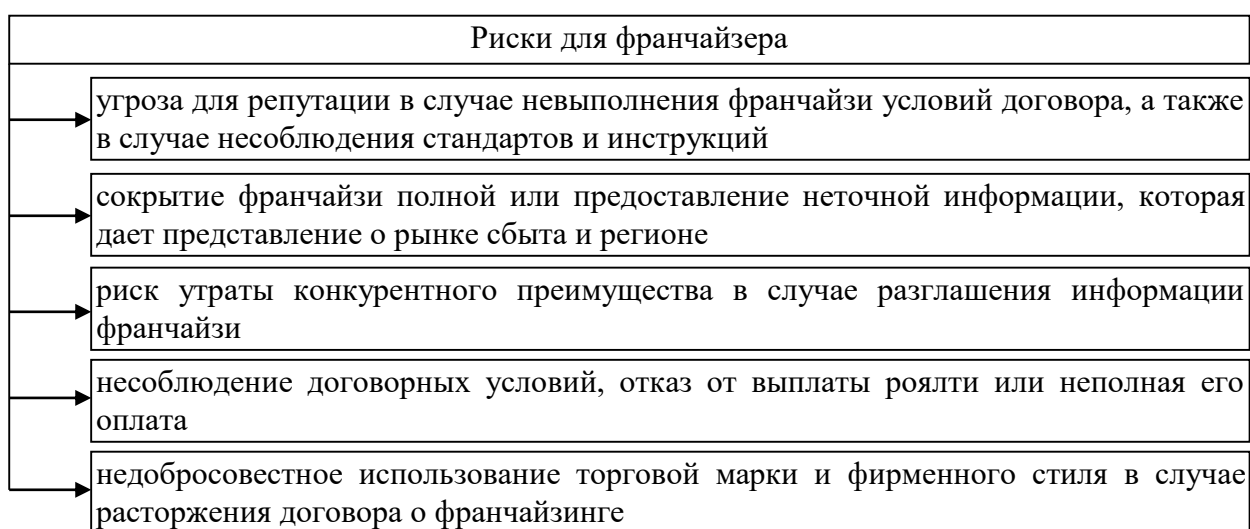 Риски для франчайзера
угроза для репутации в случае невыполнения франчайзи условий договора, а также
в случае несоблюдения стандартов и инструкций
сокрытие франчайзи полной или предоставление неточной информации, которая
дает представление о рынке сбыта и регионе
риск утраты конкурентного преимущества в случае разглашения информации
франчайзи
несоблюдение договорных условий, отказ от выплаты роялти или неполная его
оплата
недобросовестное использование торговой марки и фирменного стиля в случае
расторжения договора о франчайзинге